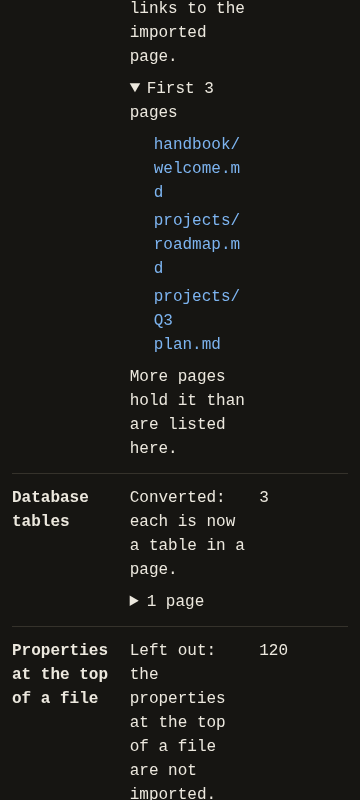 links to the
imported
page.
▼ First 3
pages
handbook/
welcome.m
d
projects/
roadmap.m
d
projects/
Q3
plan.md
More pages
hold it than
are listed
here.
Database
tables
Converted:
each is now
a table in a
page.
3
▶ 1 page
Properties
at the top
of a file
Left out:
the
properties
at the top
of a file
are not
imported.
120